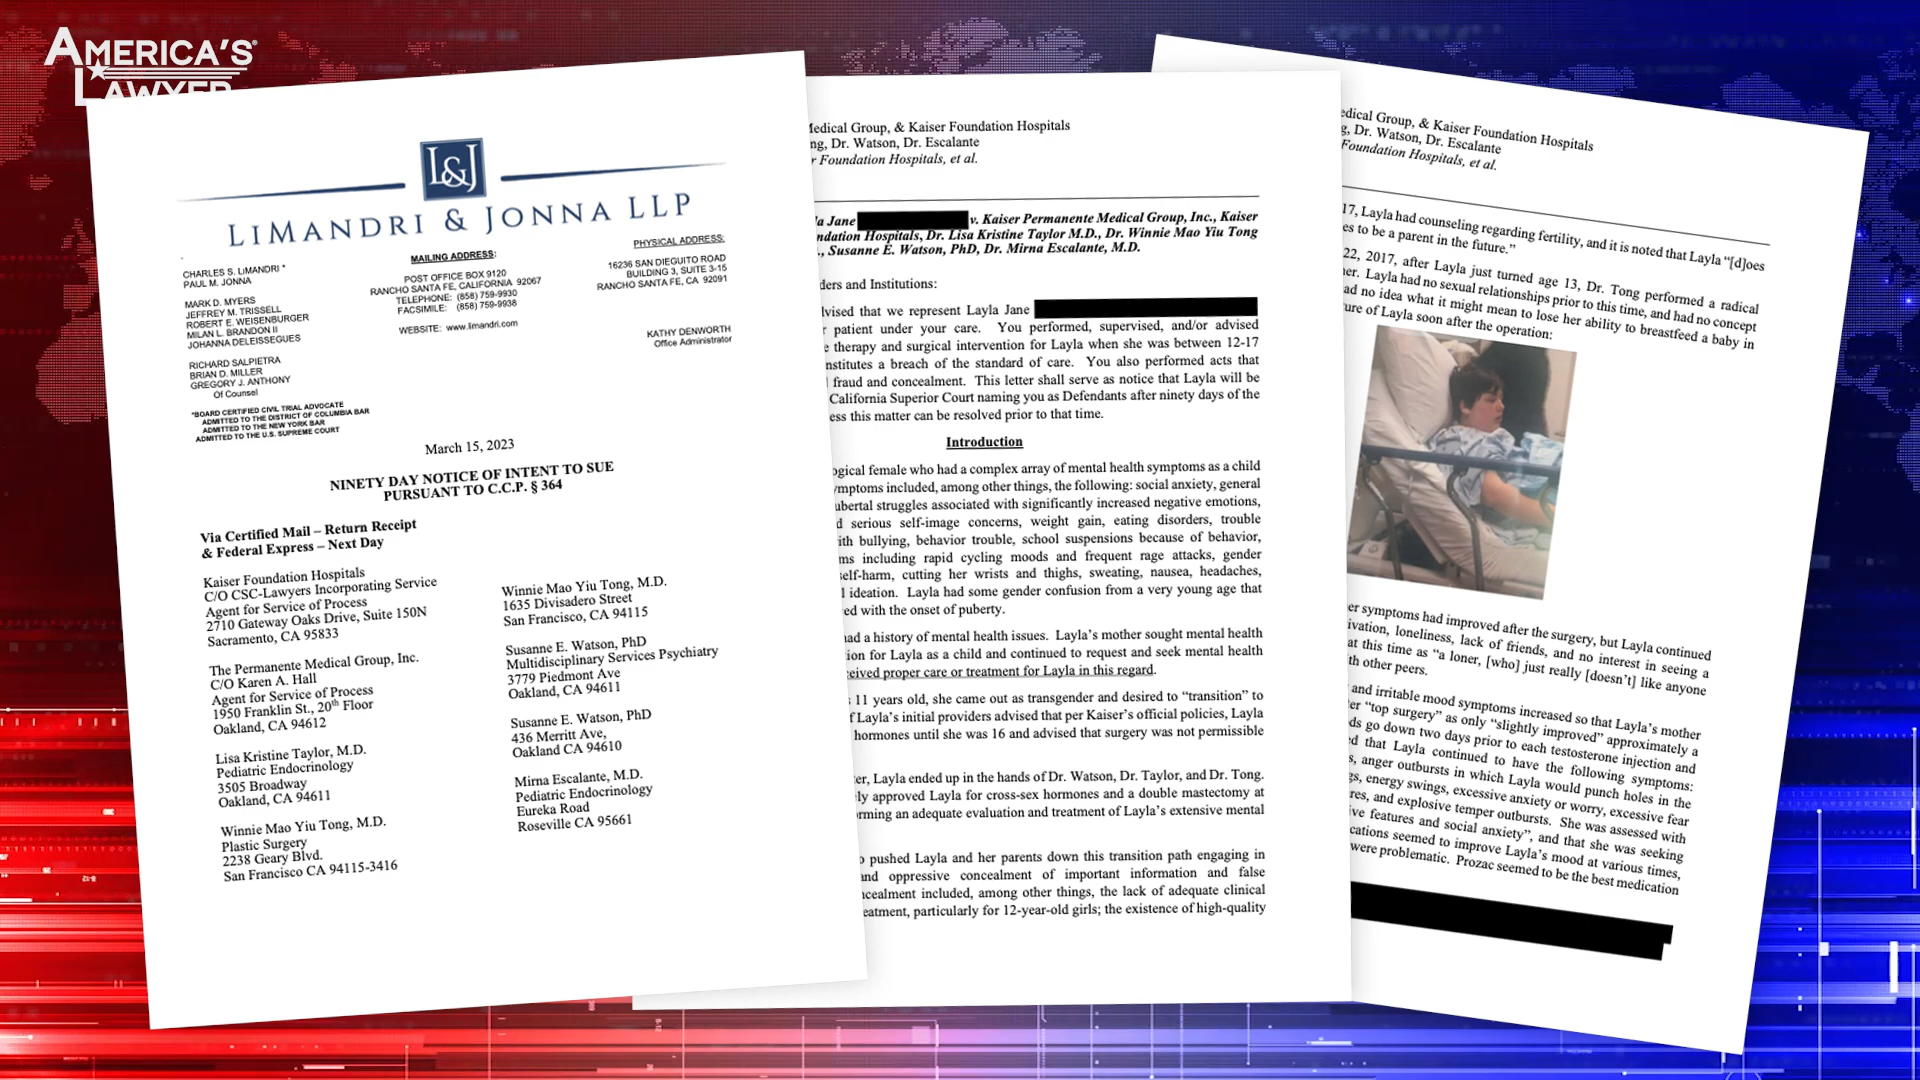 AMERICA'S
LAWYER
L&J
LIMANDRI & JONNA LLP
CHARLES S. LiMANDRI *
PAUL M. JONNA
MARK D. MYERS
JEFFREY M. TRISSELL
ROBERT E. WEISENBURGER
MILAN L. BRANDON II
JOHANNA DELEISSEGUES
RICHARD SALPIETRA
BRIAN D. MILLER
GREGORY J. ANTHONY
Of Counsel
*BOARD CERTIFIED CIVIL TRIAL ADVOCATE
ADMITTED TO THE DISTRICT OF COLUMBIA BAR
ADMITTED TO THE NEW YORK BAR
ADMITTED TO THE U.S. SUPREME COURT
MAILING ADDRESS:
POST OFFICE BOX 9120
RANCHO SANTA FE, CALIFORNIA 92067
TELEPHONE: (858) 759-9930
FACSIMILE: (858) 759-9938
WEBSITE: www.limandri.com
PHYSICAL ADDRESS:
16236 SAN DIEGUITO ROAD
BUILDING 3, SUITE 3-15
RANCHO SANTA FE, CA 92091
KATHY DENWORTH
Office Administrator
March 15, 2023
NINETY DAY NOTICE OF INTENT TO SUE
PURSUANT TO C.C.P. § 364
Via Certified Mail – Return Receipt
& Federal Express – Next Day
Kaiser Foundation Hospitals
C/O CSC-Lawyers Incorporating Service
Agent for Service of Process
2710 Gateway Oaks Drive, Suite 150N
Sacramento, CA 95833
The Permanente Medical Group, Inc.
C/O Karen A. Hall
Agent for Service of Process
1950 Franklin St., 20th Floor
Oakland, CA 94612
Lisa Kristine Taylor, M.D.
Pediatric Endocrinology
3505 Broadway
Oakland, CA 94611
Winnie Mao Yiu Tong, M.D.
Plastic Surgery
2238 Geary Blvd.
San Francisco CA 94115-3416
Winnie Mao Yiu Tong, M.D.
1635 Divisadero Street
San Francisco, CA 94115
Susanne E. Watson, PhD
Multidisciplinary Services Psychiatry
3779 Piedmont Ave
Oakland, CA 94611
Susanne E. Watson, PhD
436 Merritt Ave,
Oakland CA 94610
Mirna Escalante, M.D.
Pediatric Endocrinology
Eureka Road
Roseville CA 95661
Medical Group, & Kaiser Foundation Hospitals
ng, Dr. Watson, Dr. Escalante
r Foundation Hospitals, et al.
la Jane v. Kaiser Permanente Medical Group, Inc., Kaiser
ndation Hospitals, Dr. Lisa Kristine Taylor M.D., Dr. Winnie Mao Yiu Tong
., Susanne E. Watson, PhD, Dr. Mirna Escalante, M.D.
ders and Institutions:
vised that we represent Layla Jane
r patient under your care. You performed, supervised, and/or advised
e therapy and surgical intervention for Layla when she was between 12-17
nstitutes a breach of the standard of care. You also performed acts that
fraud and concealment. This letter shall serve as notice that Layla will be
California Superior Court naming you as Defendants after ninety days of the
ess this matter can be resolved prior to that time.
Introduction
ogical female who had a complex array of mental health symptoms as a child
mptoms included, among other things, the following: social anxiety, general
ubertal struggles associated with significantly increased negative emotions,
d serious self-image concerns, weight gain, eating disorders, trouble
ith bullying, behavior trouble, school suspensions because of behavior,
ms including rapid cycling moods and frequent rage attacks, gender
self-harm, cutting her wrists and thighs, sweating, nausea, headaches,
l ideation. Layla had some gender confusion from a very young age that
ed with the onset of puberty.
had a history of mental health issues. Layla's mother sought mental health
ion for Layla as a child and continued to request and seek mental health
ceived proper care or treatment for Layla in this regard.
11 years old, she came out as transgender and desired to "transition" to
f Layla's initial providers advised that per Kaiser's official policies, Layla
hormones until she was 16 and advised that surgery was not permissible
er, Layla ended up in the hands of Dr. Watson, Dr. Taylor, and Dr. Tong.
ly approved Layla for cross-sex hormones and a double mastectomy at
rming an adequate evaluation and treatment of Layla's extensive mental
o pushed Layla and her parents down this transition path engaging in
and oppressive concealment of important information and false
ncealment included, among other things, the lack of adequate clinical
eatment, particularly for 12-year-old girls; the existence of high-quality
edical Group, & Kaiser Foundation Hospitals
g, Dr. Watson, Dr. Escalante
Foundation Hospitals, et al.
17, Layla had counseling regarding fertility, and it is noted that Layla "[d]oes
es to be a parent in the future."
22, 2017, after Layla just turned age 13, Dr. Tong performed a radical
her. Layla had no sexual relationships prior to this time, and had no concept
ad no idea what it might mean to lose her ability to breastfeed a baby in
ure of Layla soon after the operation:
er symptoms had improved after the surgery, but Layla continued
ivation, loneliness, lack of friends, and no interest in seeing a
at this time as "a loner, [who] just really [doesn't] like anyone
th other peers.
and irritable mood symptoms increased so that Layla's mother
er "top surgery" as only "slightly improved" approximately a
ds go down two days prior to each testosterone injection and
ed that Layla continued to have the following symptoms:
s, anger outbursts in which Layla would punch holes in the
gs, energy swings, excessive anxiety or worry, excessive fear
res, and explosive temper outbursts. She was assessed with
ive features and social anxiety", and that she was seeking
cations seemed to improve Layla's mood at various times,
were problematic. Prozac seemed to be the best medication